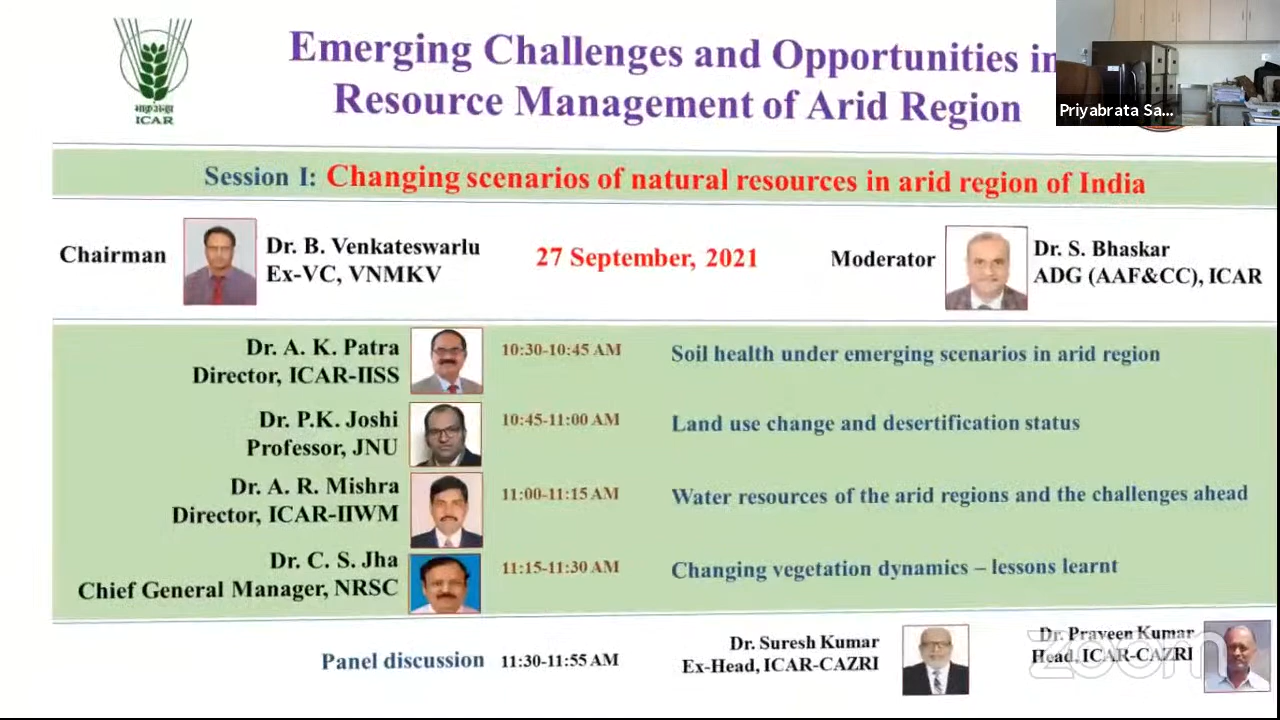 Emerging Challenges and Opportunities in
Resource Management of Arid Region
ICAR
Priyabrata Sa...
Session I: Changing scenarios of natural resources in arid region of India
Chairman
Dr. B. Venkateswarlu
Ex-VC, VNMKV
27 September, 2021
Moderator
Dr. S. Bhaskar
ADG (AAF&CC), ICAR
Dr. A. K. Patra
Director, ICAR-IISS
10:30-10:45 AM
Soil health under emerging scenarios in arid region
Dr. P.K. Joshi
Professor, JNU
10:45-11:00 AM
Land use change and desertification status
Dr. A. R. Mishra
Director, ICAR-IIWM
11:00-11:15 AM
Water resources of the arid regions and the challenges ahead
Dr. C. S. Jha
Chief General Manager, NRSC
11:15-11:30 AM
Changing vegetation dynamics – lessons learnt
Panel discussion
11:30-11:55 AM
Dr. Suresh Kumar
Ex-Head, ICAR-CAZRI
Dr. Praveen Kumar
Head, ICAR-CAZRI
zoom